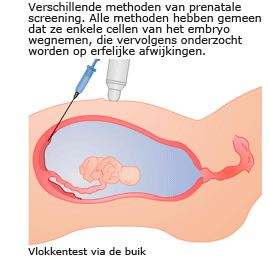 Verschillende methoden van prenatale
screening. Alle methoden hebben gemeen
dat ze enkele cellen van het embryo
wegnemen, die vervolgens onderzocht
worden op erfelijke afwijkingen.
Vlokkentest via de buik